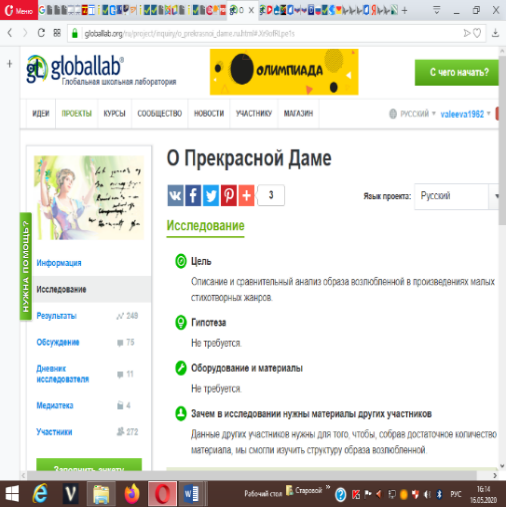 Меню
globallab.org/ru/project/inquiry/o_prekrasnoi_dame.ru.html#
globallab®
Глобальная школьная лаборатория
ОЛИМПИАДА
С чего начать?
ИДЕИ ПРОЕКТЫ КУРСЫ СООБЩЕСТВО НОВОСТИ УЧАСТНИКУ МАГАЗИН
РУССКИЙ valeeva1962
О Прекрасной Даме
3
Язык проекта: Русский
НУЖНА ПОМОЩЬ?
Информация
Исследование
Результаты 249
Обсуждение 75
Дневник исследователя 11
Медиатека 4
Участники 272
Заполнить анкету
Исследование
Цель
Описание и сравнительный анализ образа возлюбленной в произведениях малых
стихотворных жанров.
Гипотеза
Не требуется.
Оборудование и материалы
Не требуется.
Зачем в исследовании нужны материалы других участников
Данные других участников нужны для того, чтобы, собрав достаточное количество
материала, мы смогли изучить структуру образа возлюбленной.
Рабочий стол
Старовой
РУС
16:14
16.05.2020